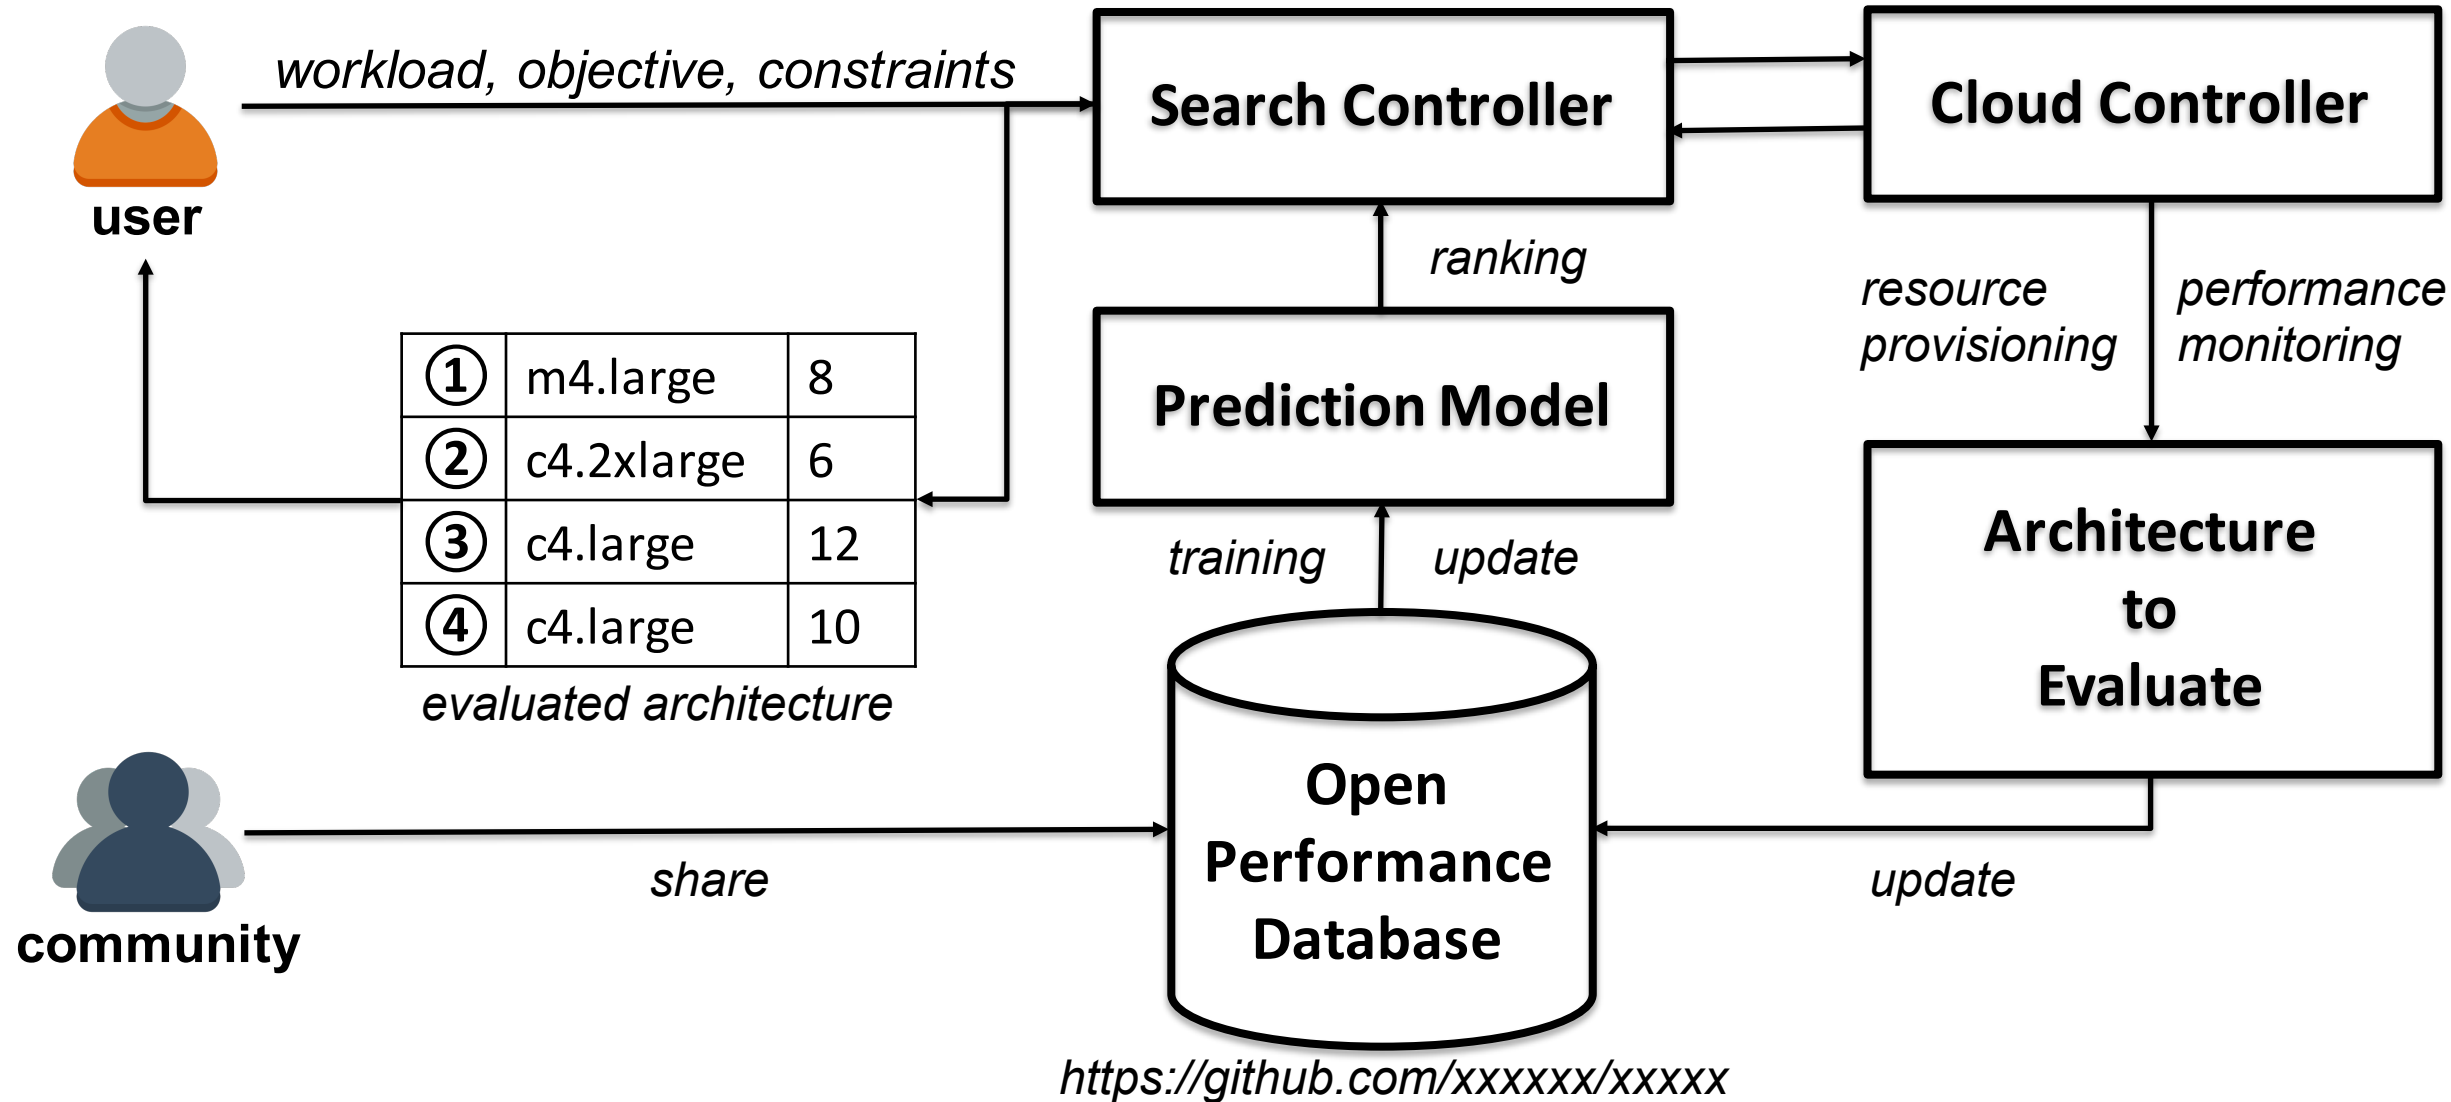 workload, objective, constraints
Search Controller
Cloud Controller
user
ranking
resource
provisioning
performance
monitoring
① m4.large 8
② c4.2xlarge 6
③ c4.large 12
④ c4.large 10
evaluated architecture
Prediction Model
training
update
Architecture
to
Evaluate
Open
Performance
Database
share
update
community
https://github.com/xxxxxx/xxxxx